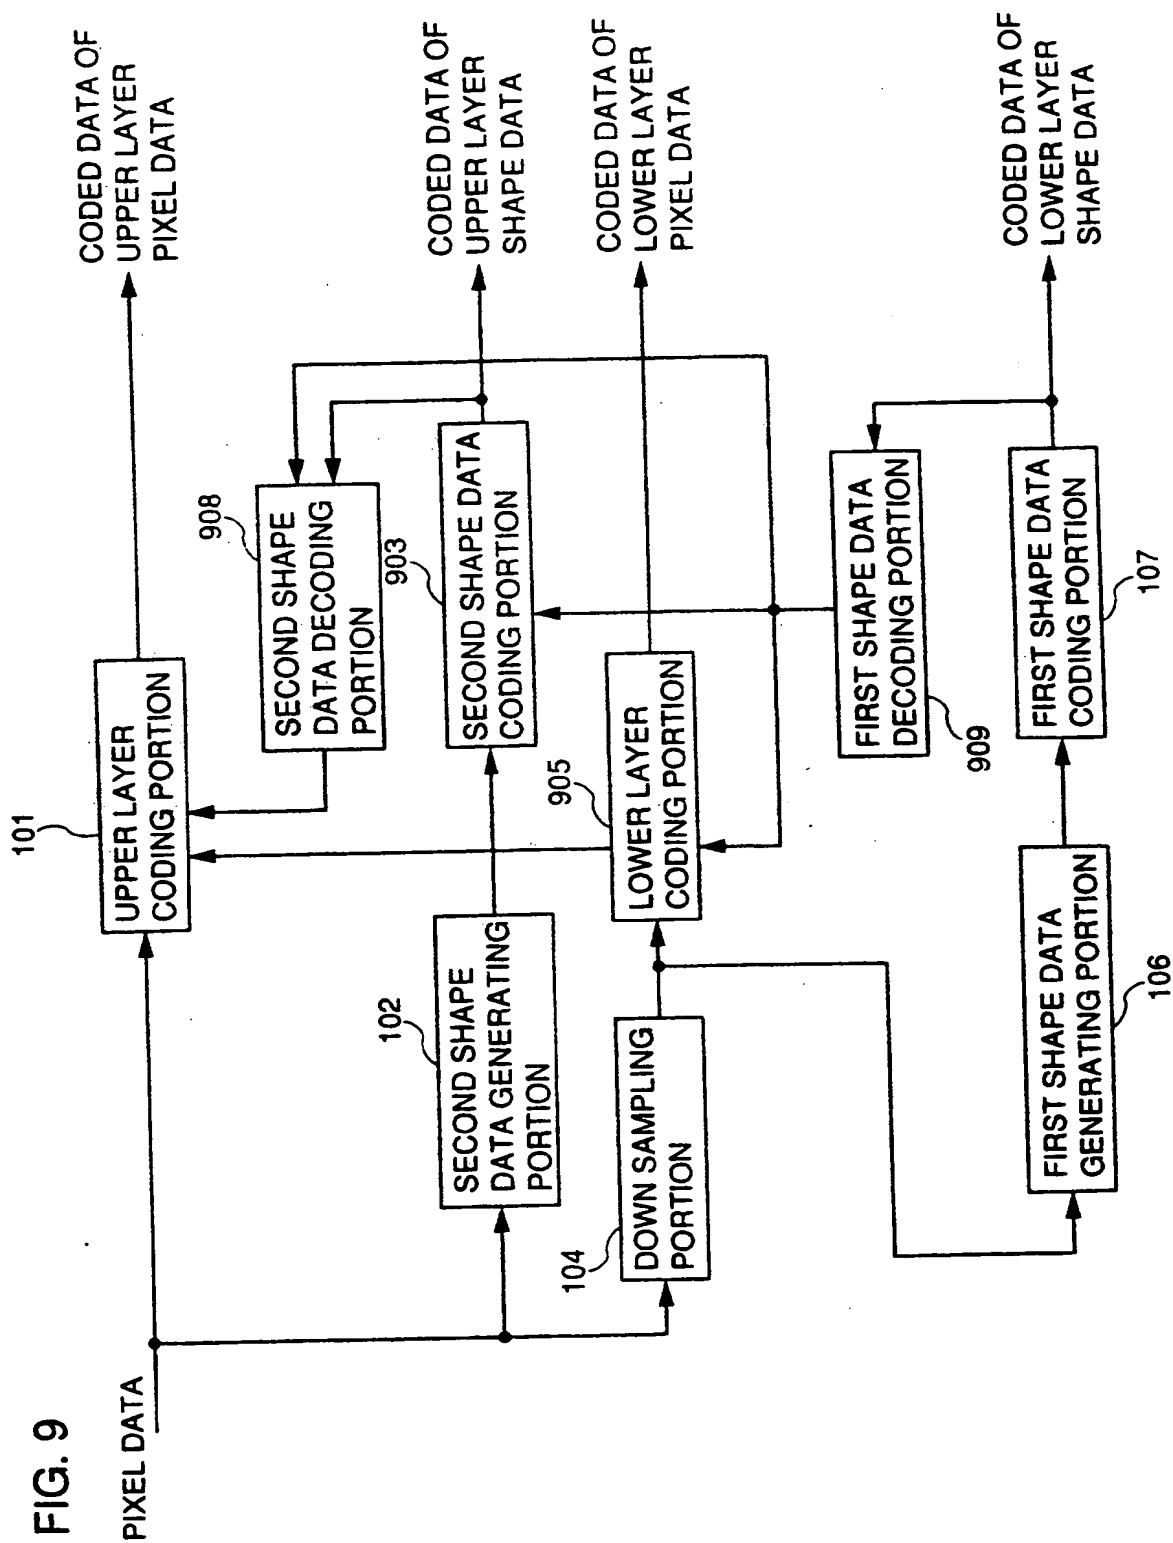 FIG. 9
PIXEL DATA
101
UPPER LAYER
CODING PORTION
CODED DATA OF
UPPER LAYER
PIXEL DATA
908
SECOND SHAPE
DATA DECODING
PORTION
102
SECOND SHAPE
DATA GENERATING
PORTION
903
SECOND SHAPE DATA
CODING PORTION
CODED DATA OF
UPPER LAYER
SHAPE DATA
104
DOWN SAMPLING
PORTION
905
LOWER LAYER
CODING PORTION
CODED DATA OF
LOWER LAYER
PIXEL DATA
FIRST SHAPE DATA
DECODING PORTION
909
FIRST SHAPE DATA
GENERATING PORTION
106
FIRST SHAPE DATA
CODING PORTION
107
CODED DATA OF
LOWER LAYER
SHAPE DATA